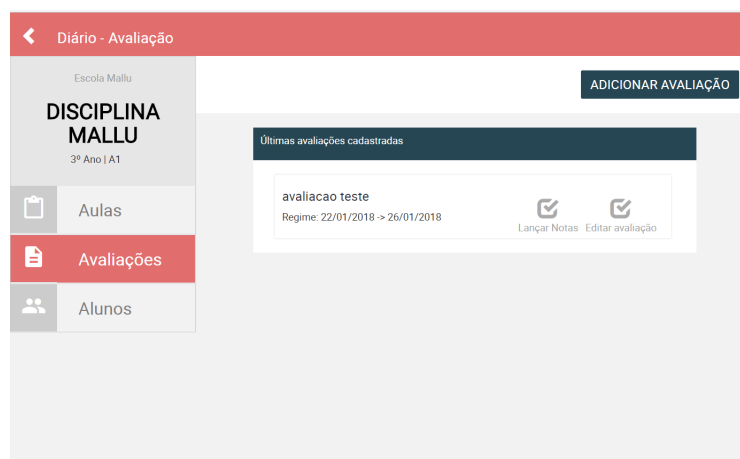 Diário - Avaliação
Escola Mallu
DISCIPLINA
MALLU
3º Ano | A1
Aulas
Avaliações
Alunos
ADICIONAR AVALIAÇÃO
Últimas avaliações cadastradas
avaliacao teste
Regime: 22/01/2018 -> 26/01/2018
Lançar Notas Editar avaliação